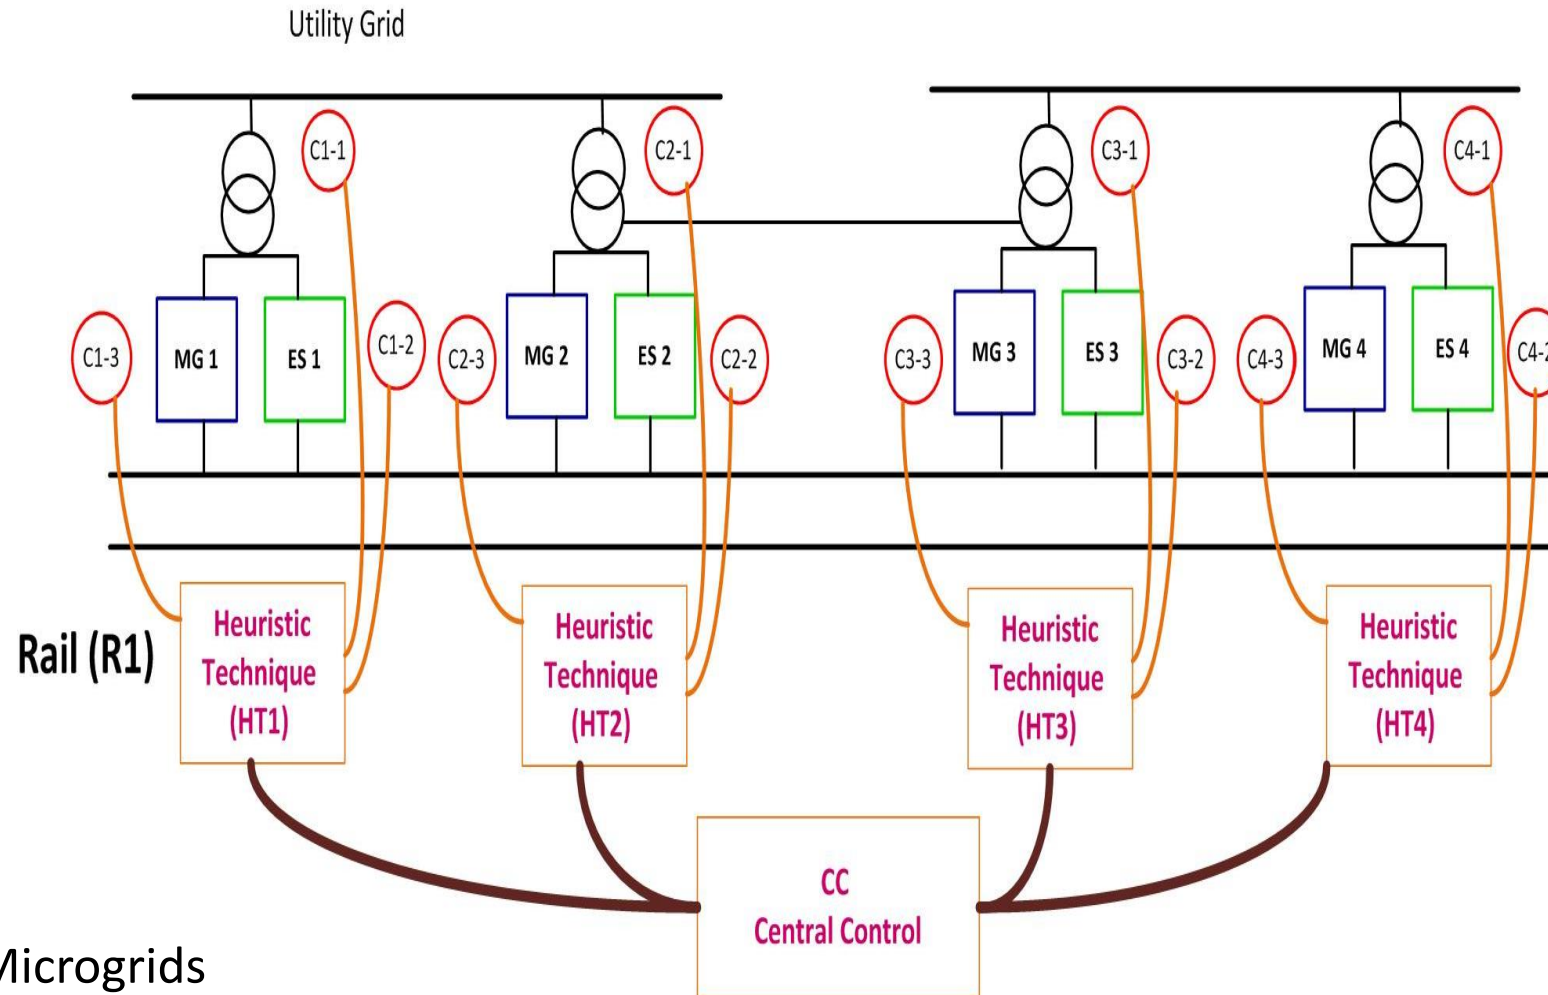 Utility Grid
C1-1
C2-1
C3-1
C4-1
C1-3
MG 1
ES 1
C1-2
C2-3
MG 2
ES 2
C2-2
C3-3
MG 3
ES 3
C3-2
C4-3
MG 4
ES 4
C4-2
Rail (R1)
Heuristic
Technique
(HT1)
Heuristic
Technique
(HT2)
Heuristic
Technique
(HT3)
Heuristic
Technique
(HT4)
CC
Central Control
Microgrids